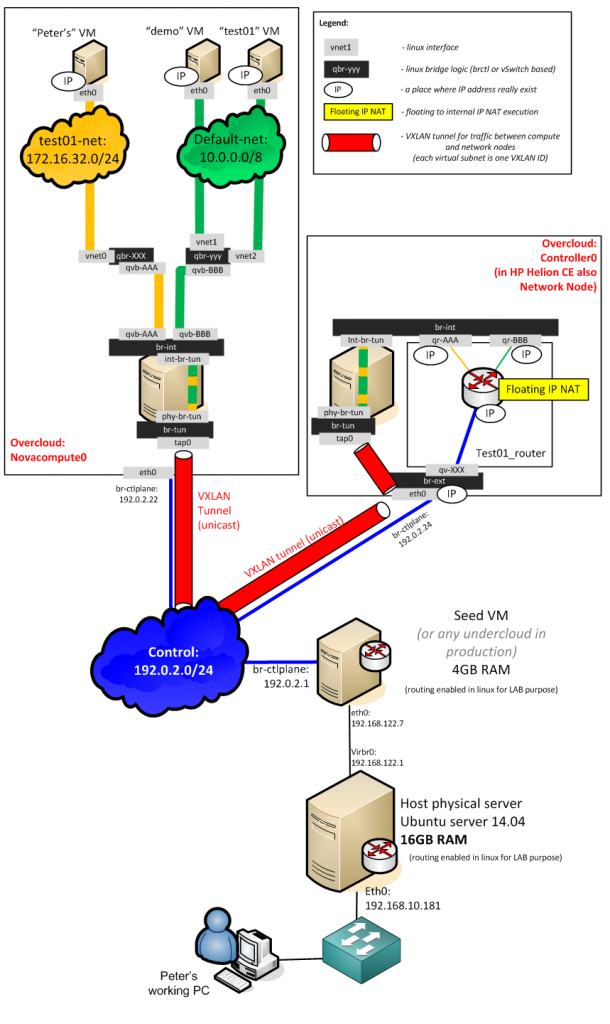 "Peter's" VM
"demo" VM
"test01" VM
IP
IP
IP
eth0
eth0
eth0
test01-net:
172.16.32.0/24
Default-net:
10.0.0.0/8
vnet1
vnet0
qbr-XXX
qbr-yyy
vnet2
qvb-AAA
qvb-BBB
qvb-AAA
qvb-BBB
br-int
int-br-tun
phy-br-tun
br-tun
tap0
Overcloud:
Novacompute0
eth0
br-ctlplane:
192.0.2.22
VXLAN
Tunnel
(unicast)
Legend:
vnet1
- linux interface
qbr-yyy
- linux bridge logic (brctl or vSwitch based)
IP
- a place where IP address really exist
Floating IP NAT
- floating to internal IP NAT execution
- VXLAN tunnel for traffic between compute
and network nodes
(each virtual subnet is one VXLAN ID)
Overcloud:
Controller0
(in HP Helion CE also
Network Node)
br-int
Int-br-tun
qr-AAA
qr-BBB
IP
IP
Floating IP NAT
IP
phy-br-tun
br-tun
tap0
Test01_router
qv-XXX
br-ext
eth0
IP
br-ctlplane:
192.0.2.24
VXLAN tunnel (unicast)
Control:
192.0.2.0/24
br-ctlplane:
192.0.2.1
Seed VM
(or any undercloud in
production)
4GB RAM
(routing enabled in linux for LAB purpose)
eth0:
192.168.122.7
Virbr0:
192.168.122.1
Host physical server
Ubuntu server 14.04
16GB RAM
(routing enabled in linux for LAB purpose)
Eth0:
192.168.10.181
Peter's
working PC